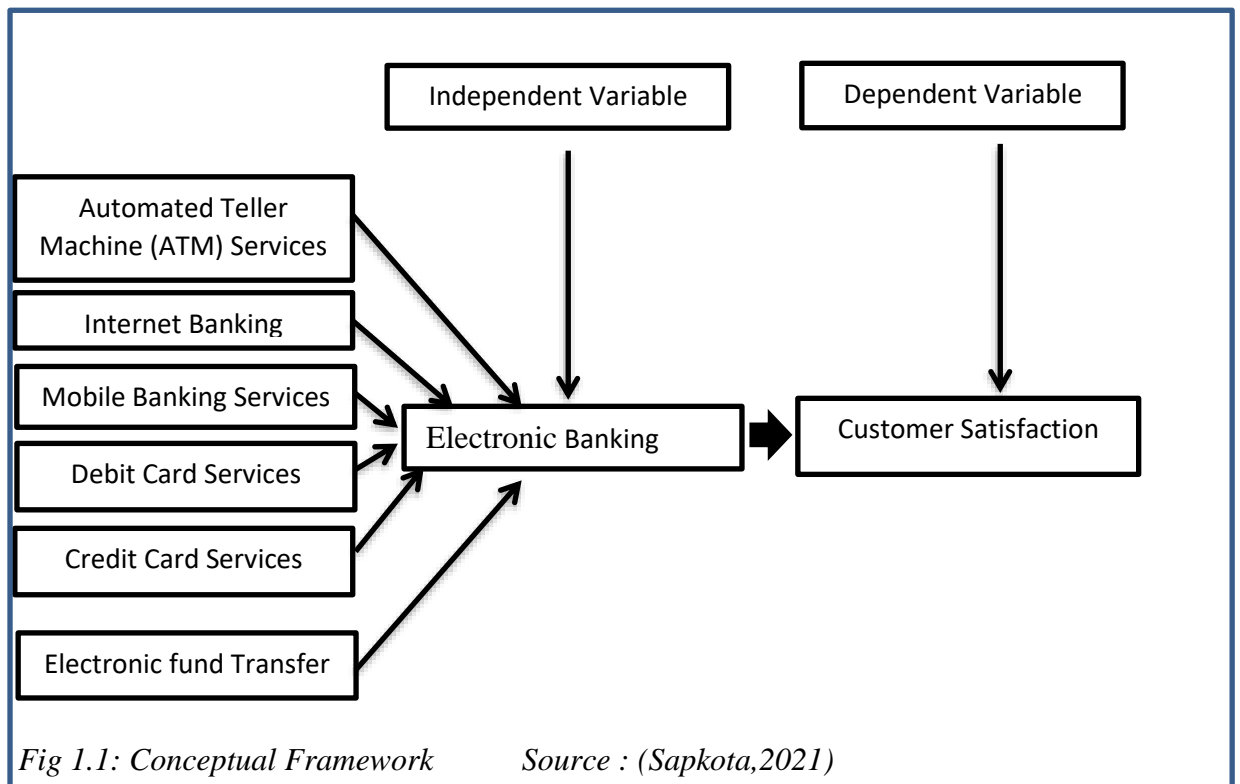 Independent Variable
Dependent Variable
Automated Teller
Machine (ATM) Services
Internet Banking
Mobile Banking Services
Debit Card Services
Credit Card Services
Electronic fund Transfer
Electronic Banking
Customer Satisfaction
Fig 1.1: Conceptual Framework Source : (Sapkota,2021)